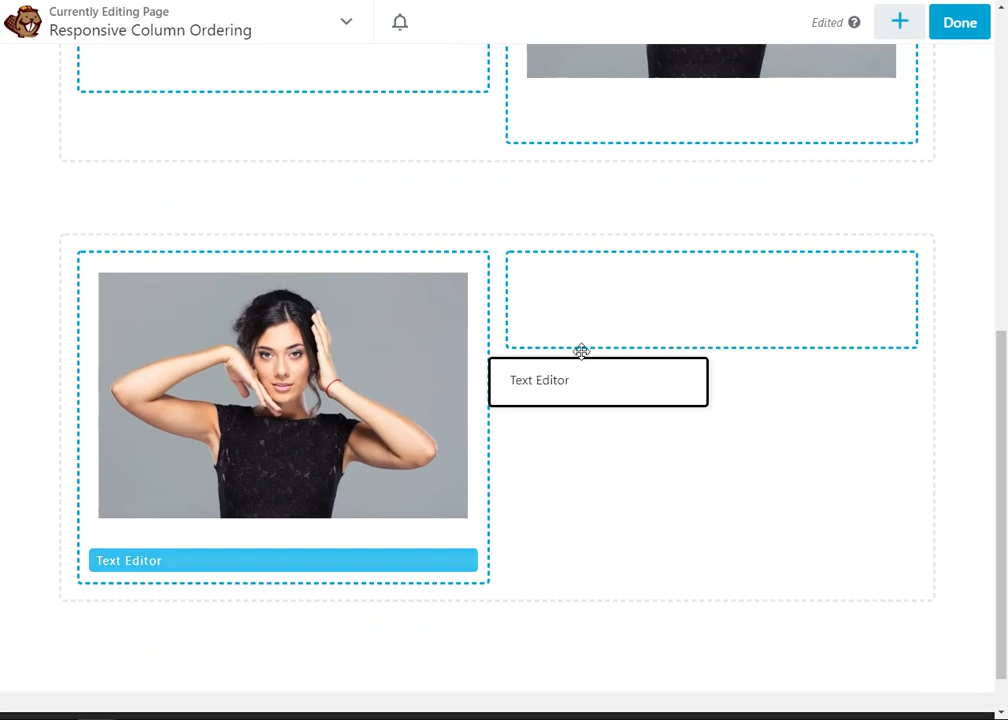 Currently Editing Page
Responsive Column Ordering
Edited ?
+
Done
Text Editor
Text Editor